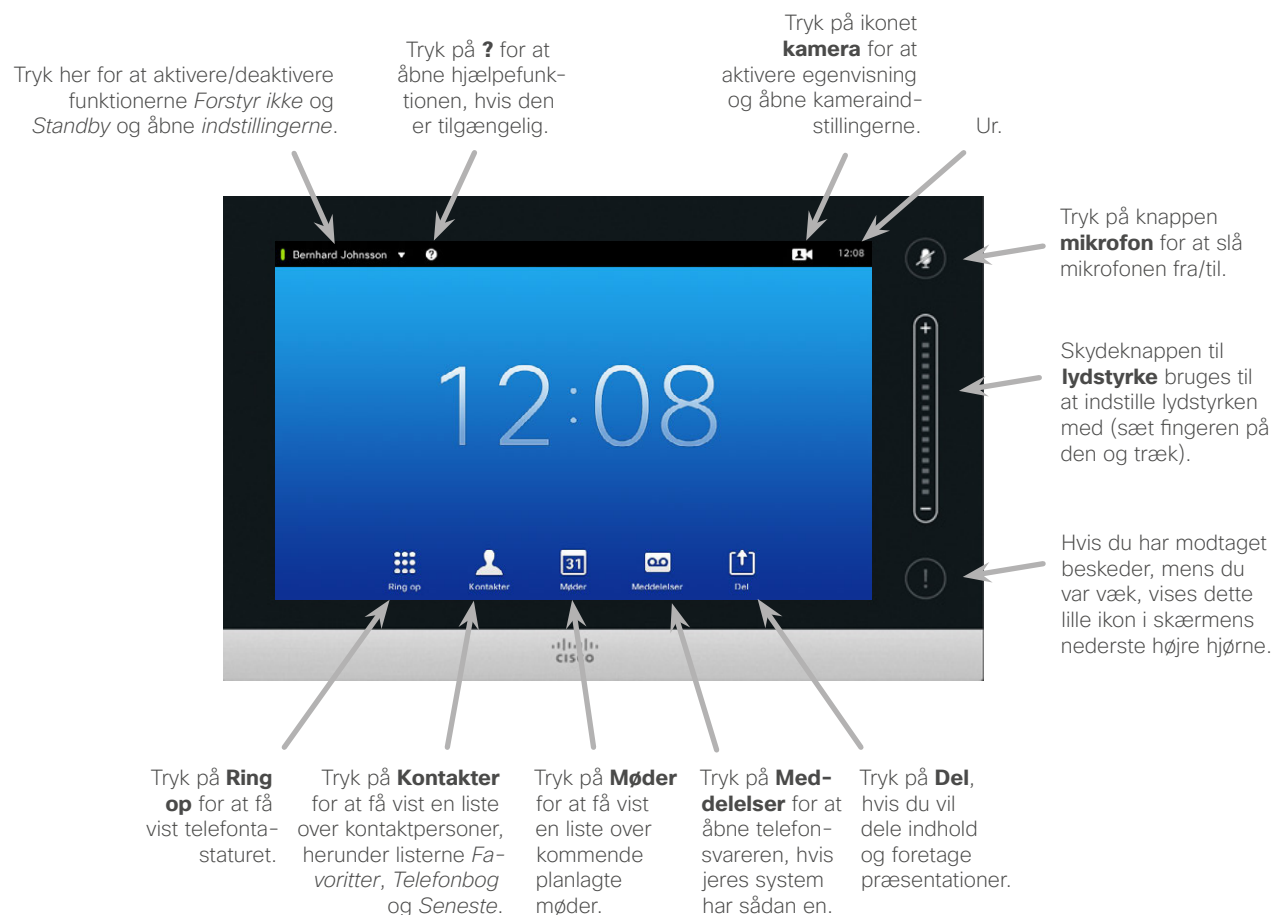 Tryk her for at aktivere/deaktivere
funktionerne Forstyr ikke og
Standby og åbne indstillingerne.
Tryk på ? for at
åbne hjælpefunk-
tionen, hvis den
er tilgængelig.
Tryk på ikonet
kamera for at
aktivere egenvisning
og åbne kameraind-
stillingerne.
Ur.
Bernhard Johnsson
?
12:08
12:08
31
Ring op
Kontakter
Møder
Meddelelser
Del
+
−
!
CISCO
Tryk på knappen
mikrofon for at slå
mikrofonen fra/til.
Skydeknappen til
lydstyrke bruges til
at indstille lydstyrken
med (sæt fingeren på
den og træk).
Hvis du har modtaget
beskeder, mens du
var væk, vises dette
lille ikon i skærmens
nederste højre hjørne.
Tryk på Ring
op for at få
vist telefonta-
staturet.
Tryk på Kontakter
for at få vist en liste
over kontaktpersoner,
herunder listerne Fa-
voritter, Telefonbog
og Seneste.
Tryk på Møder
for at få vist
en liste over
kommende
planlagte
møder.
Tryk på Med-
delelser for at
åbne telefon-
svareren, hvis
jeres system
har sådan en.
Tryk på Del,
hvis du vil
dele indhold
og foretage
præsentationer.